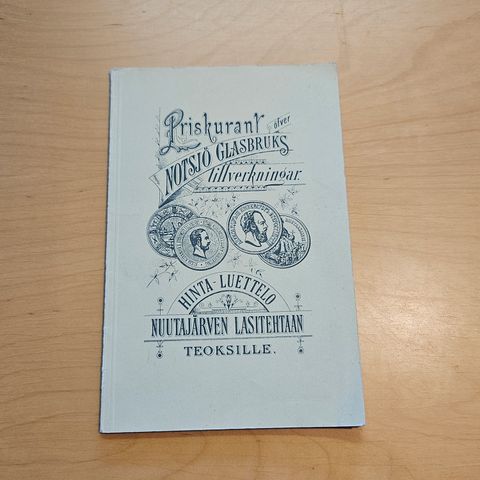 Priskurant öfver
NOTSJÖ GLASBRUKS
tillverkningar.
HINTA-LUETTELO
NUUTAJÄRVEN LASITEHTAAN
TEOKSILLE.